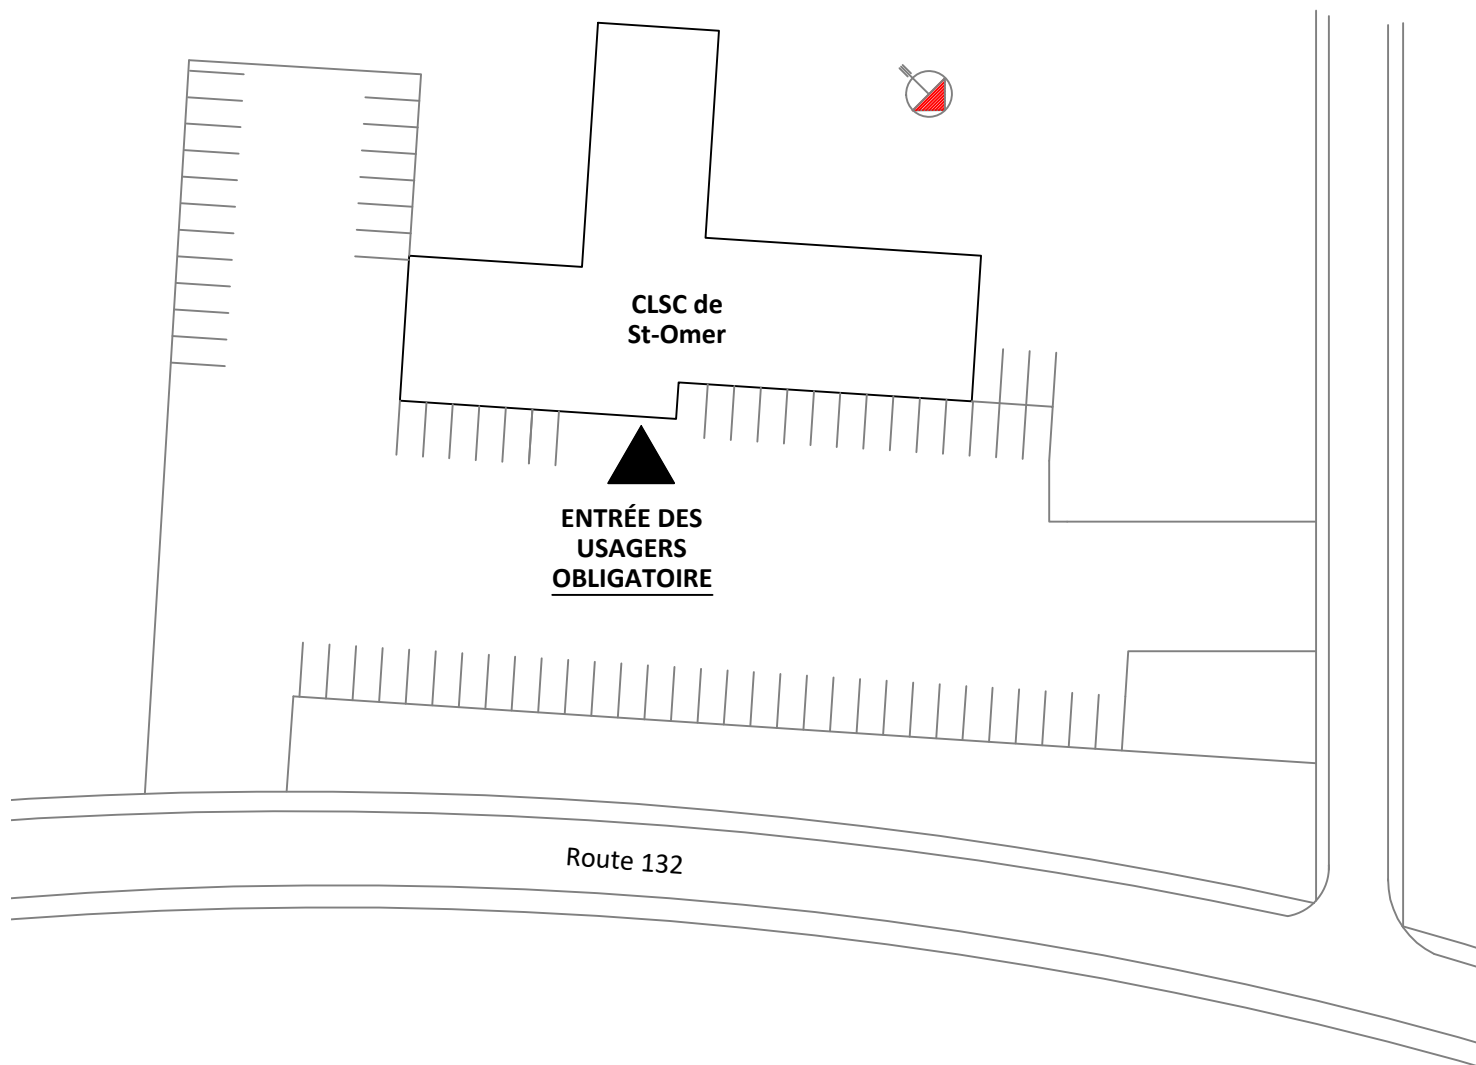 CLSC de
St-Omer
ENTRÉE DES
USAGERS
OBLIGATOIRE
Route 132